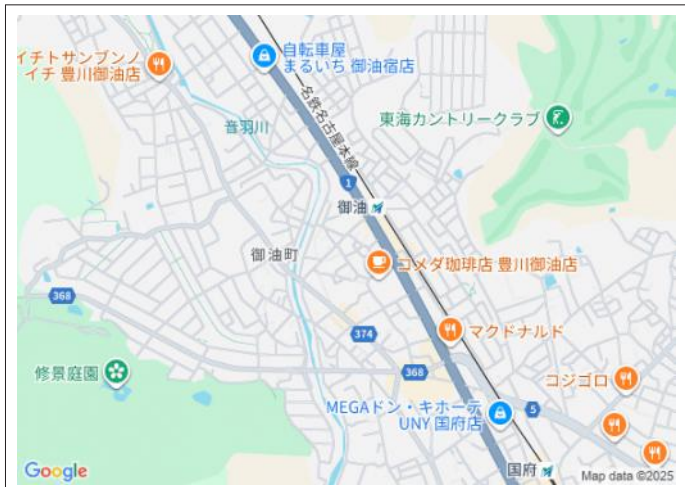 イチトサンブンノ
イチ 豊川御油店
自転車屋
まるいち 御油宿店
名鉄名古屋本線
音羽川
東海カントリークラブ
1
御油
御油町
コメダ珈琲店 豊川御油店
368
374
マクドナルド
368
修景庭園
コジゴロ
MEGAドン・キホーテ
UNY 国府店
5
国府
Google
Map data ©2025